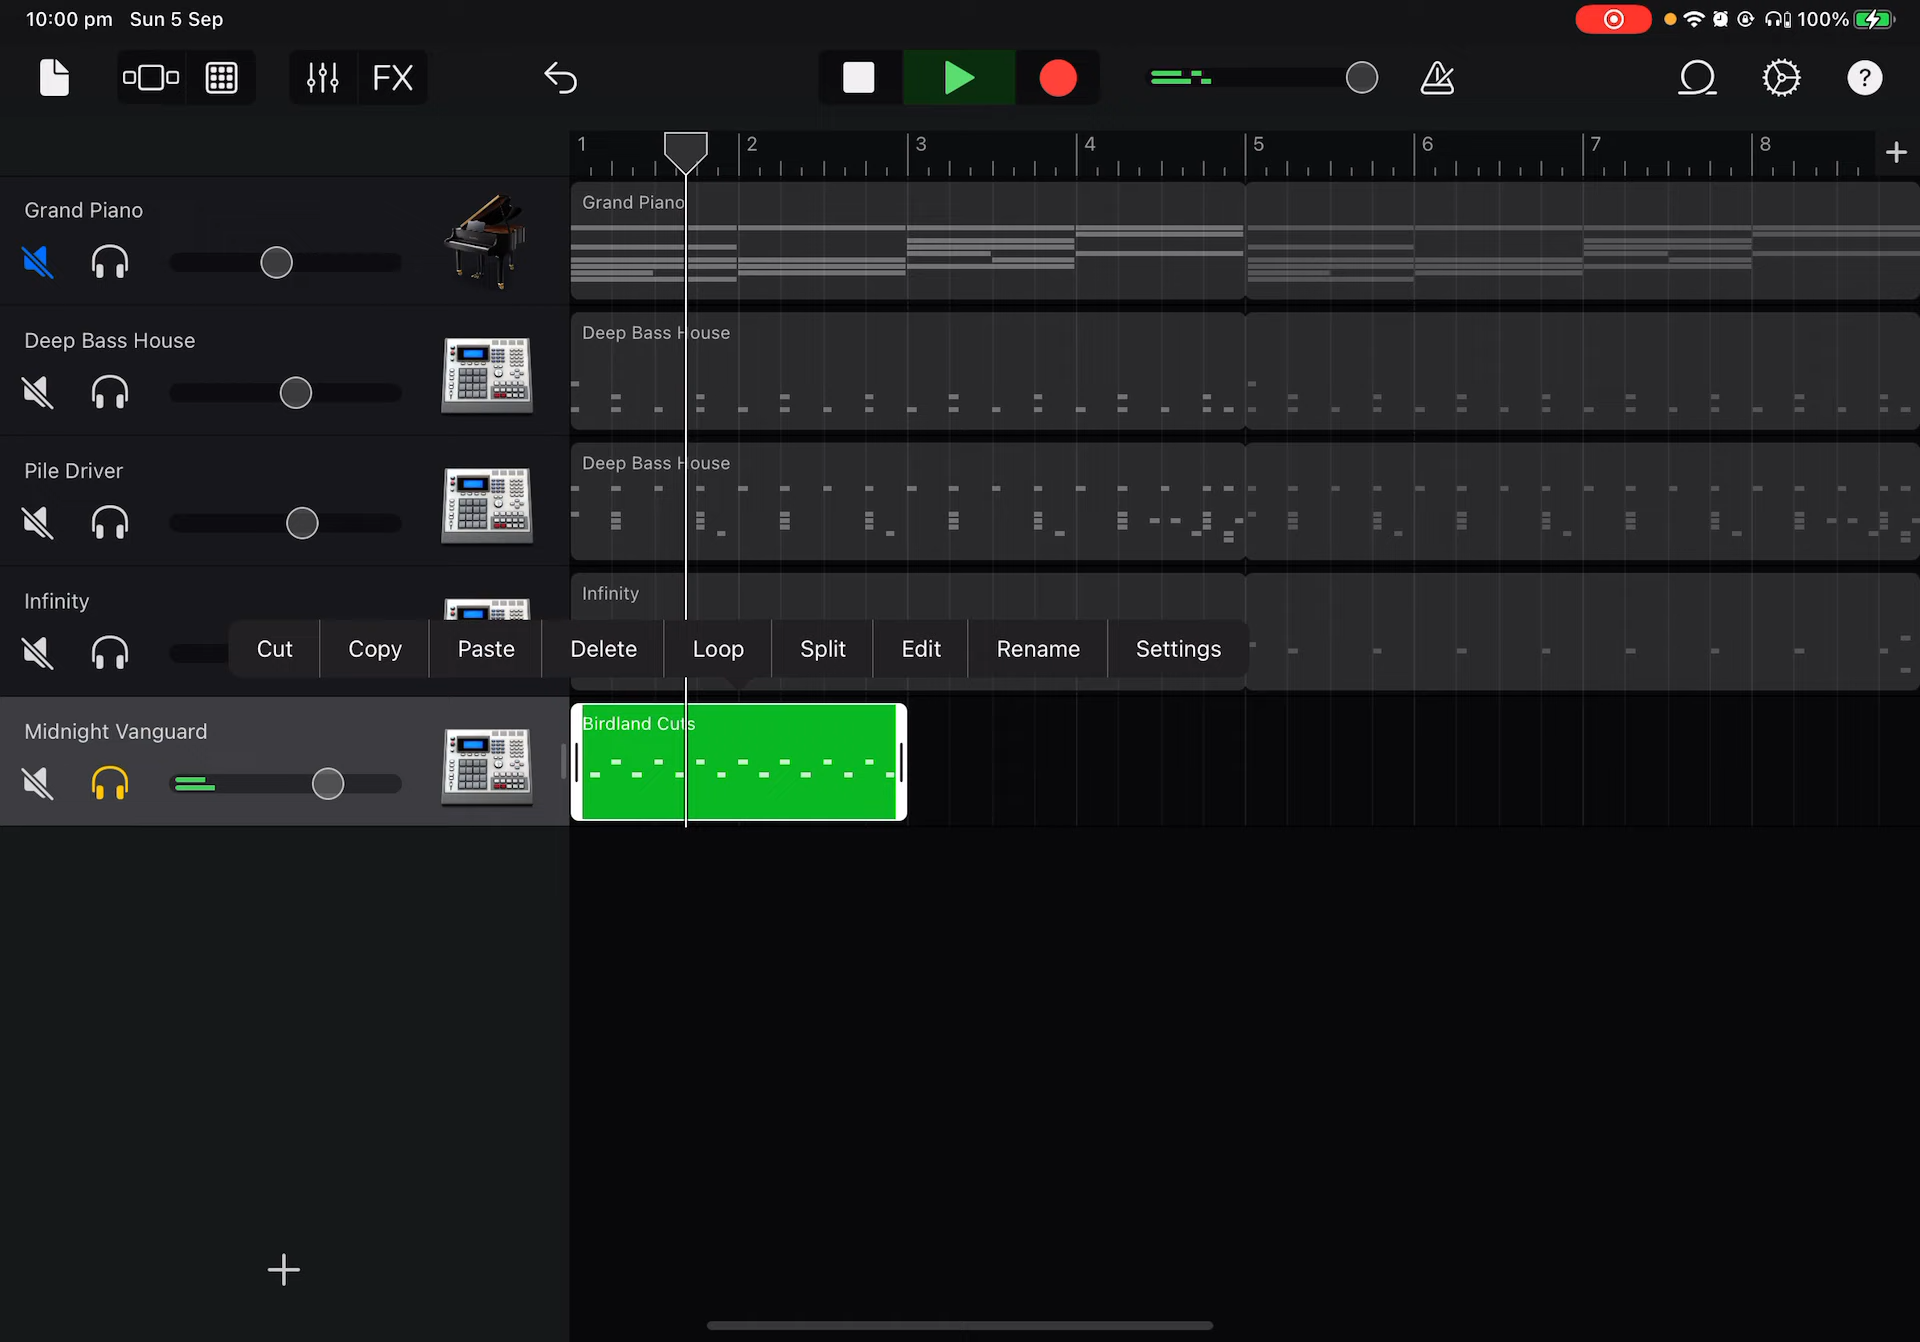 10:00 pm Sun 5 Sep
100%
FX
?
1 2 3 4 5 6 7 8
Grand Piano
Grand Piano
Deep Bass House
Deep Bass House
Pile Driver
Deep Bass House
Infinity
Infinity
Cut Copy Paste Delete Loop Split Edit Rename Settings
Midnight Vanguard
Birdland Cuts